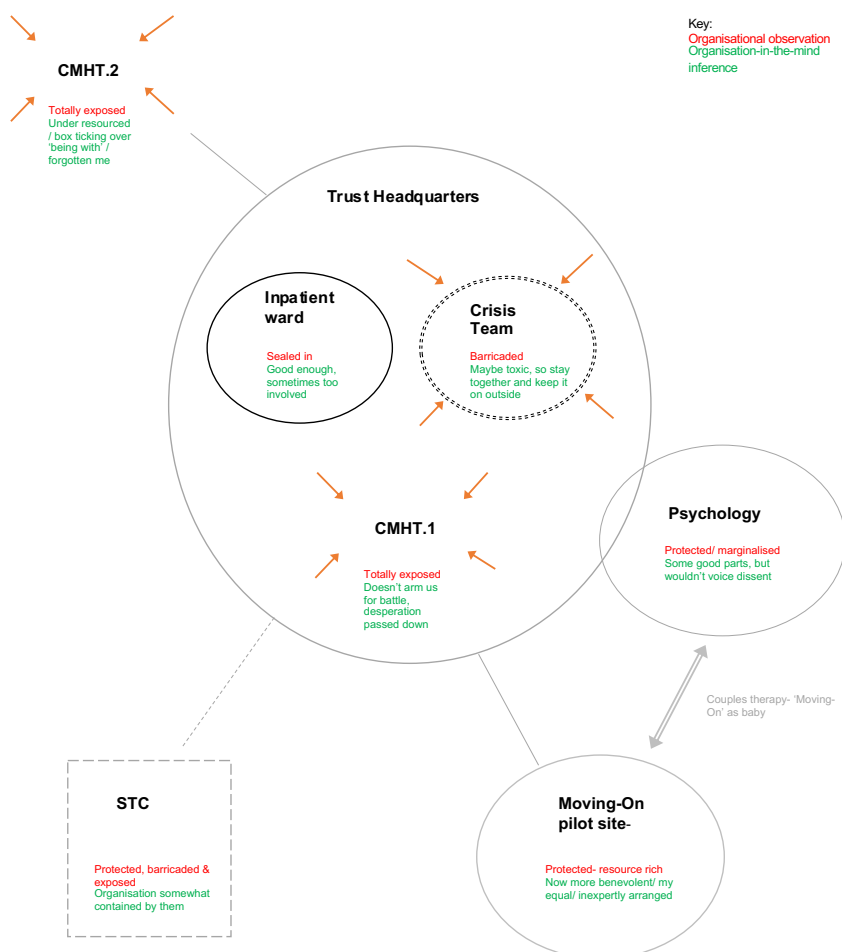 Key:
Organisational observation
Organisation-in-the-mind
inference
CMHT.2
Totally exposed
Under resourced
/ box ticking over
‘being with’ /
forgotten me
Trust Headquarters
Inpatient
ward
Sealed in
Good enough,
sometimes too
involved
Crisis
Team
Barricaded
Maybe toxic, so stay
together and keep it
on outside
CMHT.1
Totally exposed
Doesn’t arm us
for battle,
desperation
passed down
Psychology
Protected/ marginalised
Some good parts, but
wouldn’t voice dissent
Couples therapy- ‘Moving-
On’ as baby
STC
Protected, barricaded &
exposed
Organisation somewhat
contained by them
Moving-On
pilot site-
Protected- resource rich
Now more benevolent/ my
equal/ inexpertly arranged